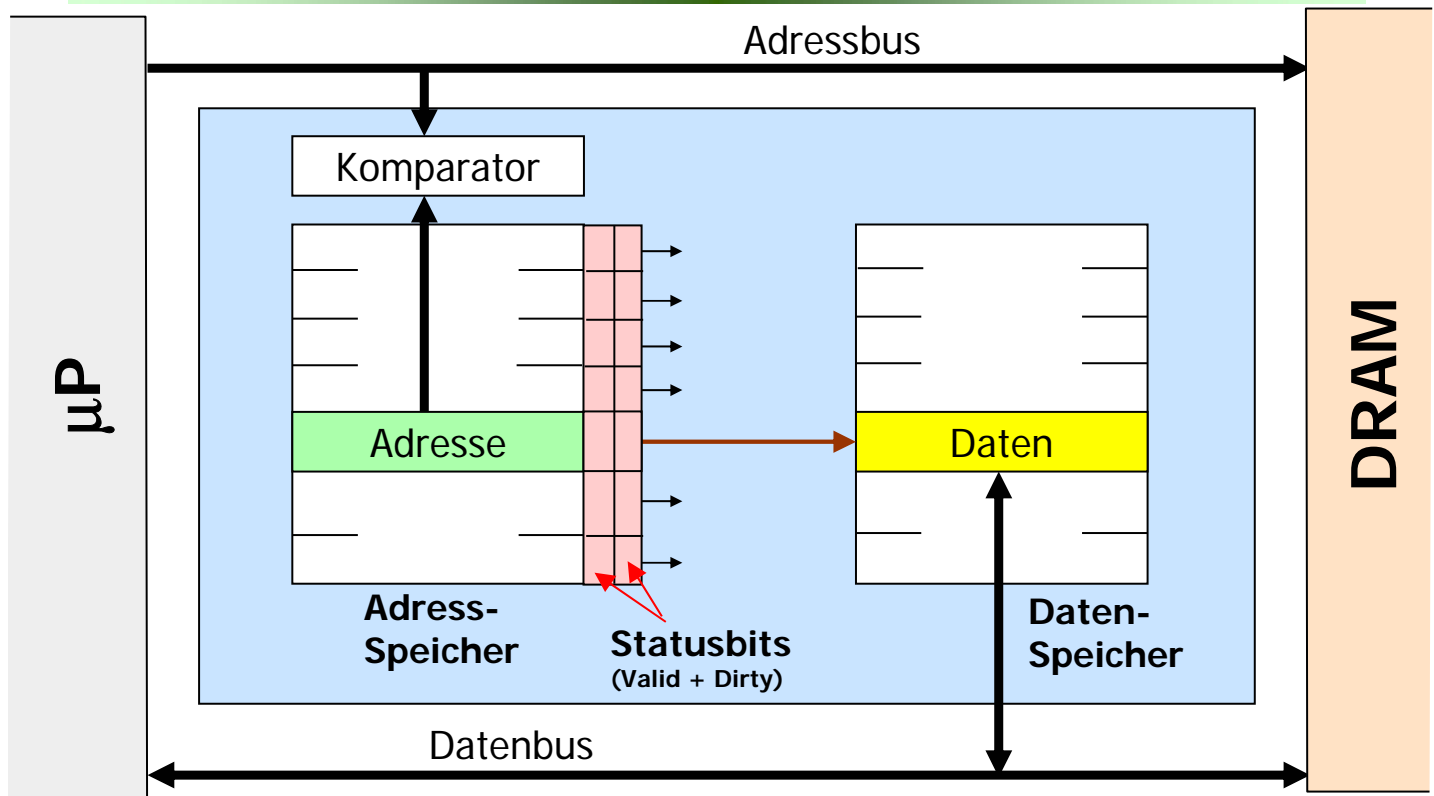 Adressbus
Komparator
µP
DRAM
Adresse
Daten
Adress-
Speicher
Statusbits
(Valid + Dirty)
Daten-
Speicher
Datenbus